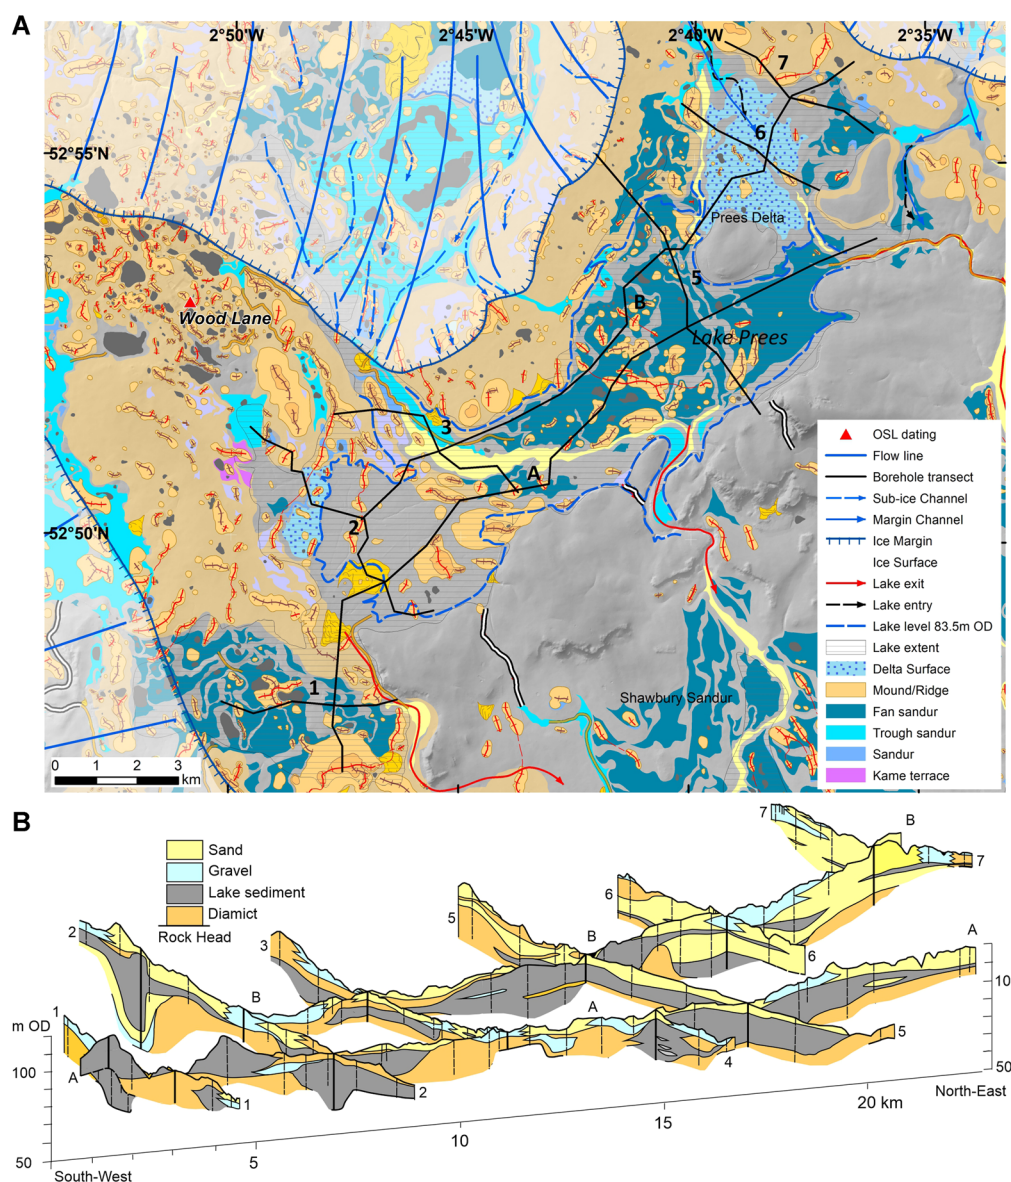 A
2°50'W
2°45'W
2°40'W
2°35'W
7
6
52°55'N
Prees Delta
5
B
Wood Lane
Lake Prees
3
A
2
52°50'N
1
Shawbury Sandur
0 1 2 3
km
OSL dating
Flow line
Borehole transect
Sub-ice Channel
Margin Channel
Ice Margin
Ice Surface
Lake exit
Lake entry
Lake level 83.5m OD
Lake extent
Delta Surface
Mound/Ridge
Fan sandur
Trough sandur
Sandur
Kame terrace
B
Sand
Gravel
Lake sediment
Diamict
Rock Head
7
B
7
6
5
6
2
3
B
A
B
10
1
A
5
m OD
4
100
A
2
1
50
North-East
20 km
15
10
5
50
South-West